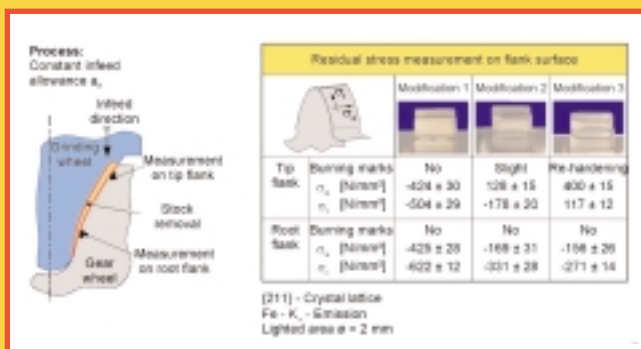 Process:
Constant infeed
allowance aₑ
Infeed
direction
Grinding
wheel
Measurement
on tip flank
Stock
removal
Measurement
on root flank
Gear
wheel
Residual stress measurement on flank surface
Modification 1 Modification 2 Modification 3
Tip flank Burning marks No Slight Re-hardening
[N/mm²] -424 ± 30 128 ± 15 400 ± 15
[N/mm²] -504 ± 29 -178 ± 20 117 ± 12
Root flank Burning marks No No No
[N/mm²] -425 ± 28 -169 ± 31 -156 ± 26
[N/mm²] -622 ± 12 -331 ± 28 -271 ± 14
{211} - Crystal lattice
Fe - K - Emission
Lighted area ø = 2 mm